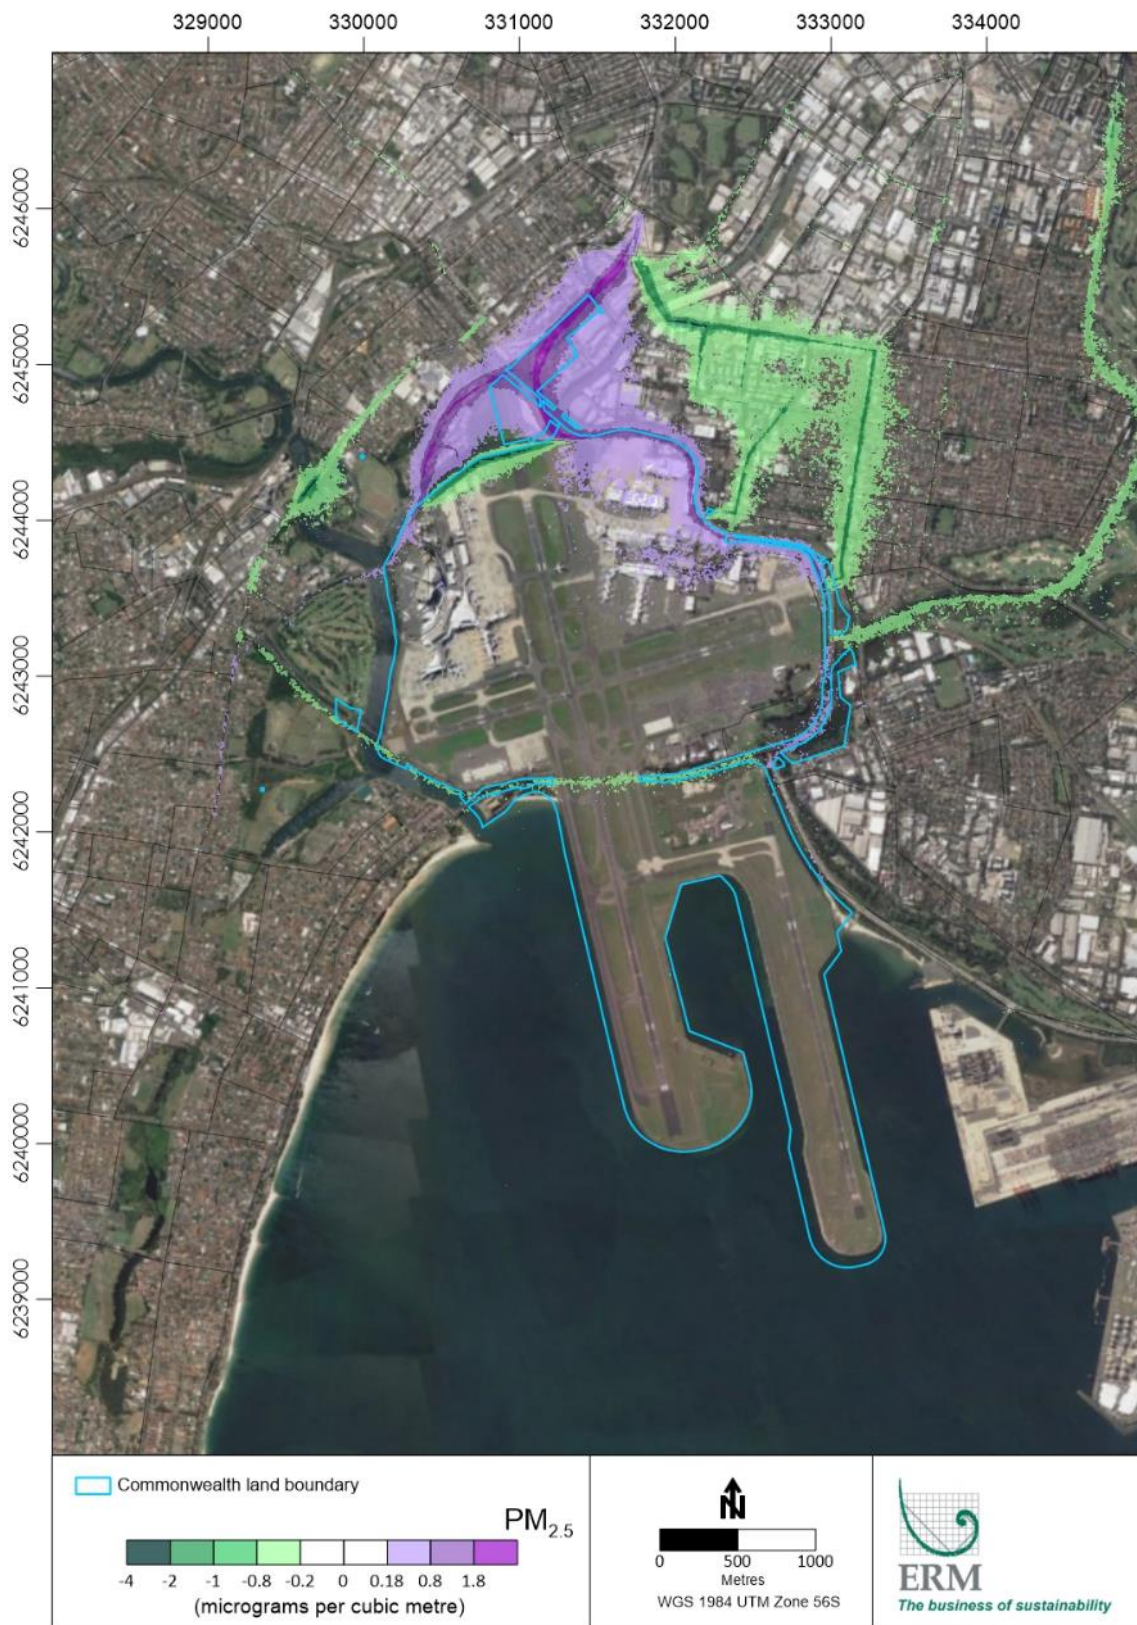 329000 330000 331000 332000 333000 334000
6246000
6245000
6244000
6243000
6242000
6241000
6240000
6239000
Commonwealth land boundary
PM2.5
-4 -2 -1 -0.8 -0.2 0 0.18 0.8 1.8
(micrograms per cubic metre)
N
0 500 1000
Metres
WGS 1984 UTM Zone 56S
ERM
The business of sustainability